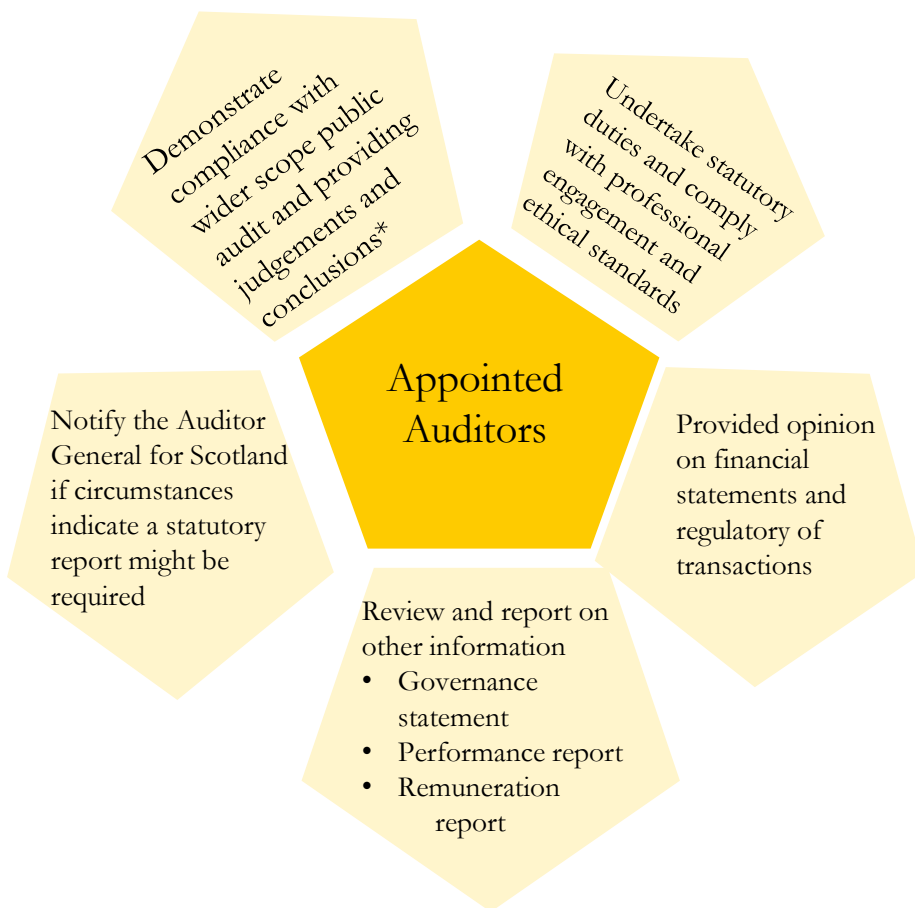 Demonstrate
compliance with
wider scope public
audit and providing
judgements and
conclusions*
Undertake statutory
duties and comply
with professional
engagement and
ethical standards
Appointed
Auditors
Notify the Auditor
General for Scotland
if circumstances
indicate a statutory
report might be
required
Provided opinion
on financial
statements and
regulatory of
transactions
Review and report on
other information
• Governance
statement
• Performance report
• Remuneration
report